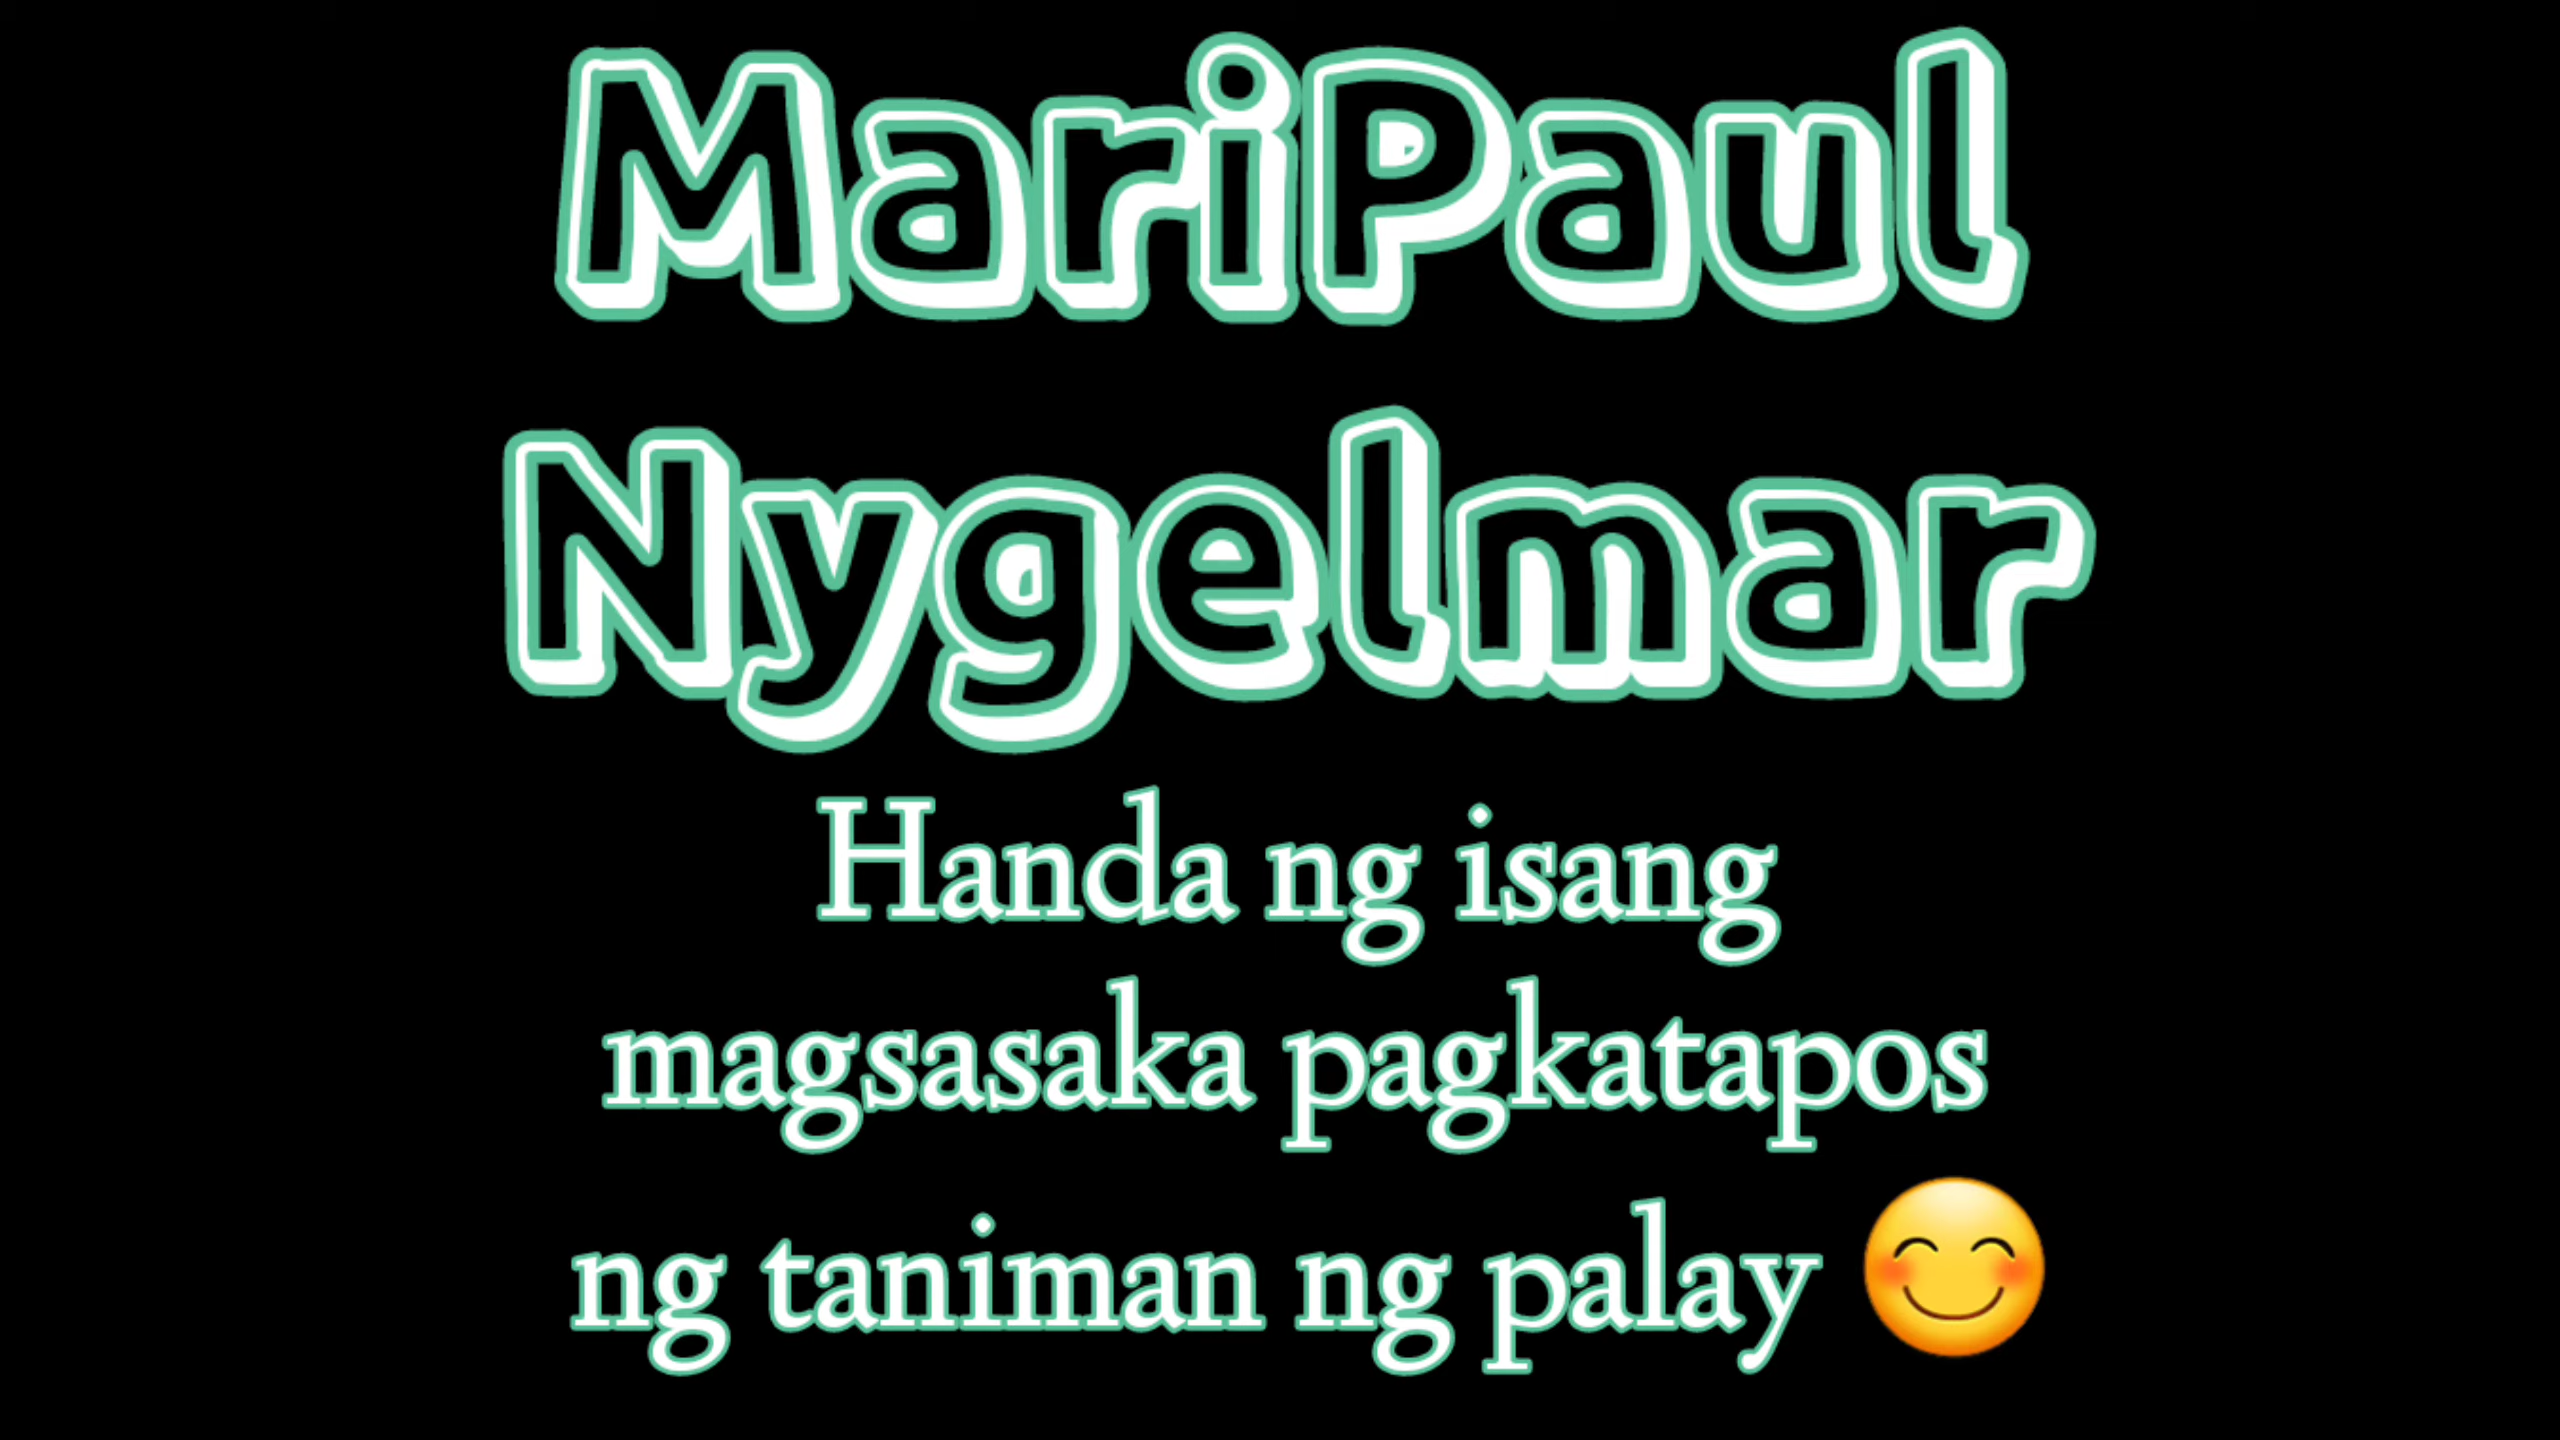 MariPaul
Nygelmar
Handa ng isang
magsasaka pagkatapos
ng taniman ng palay 😊